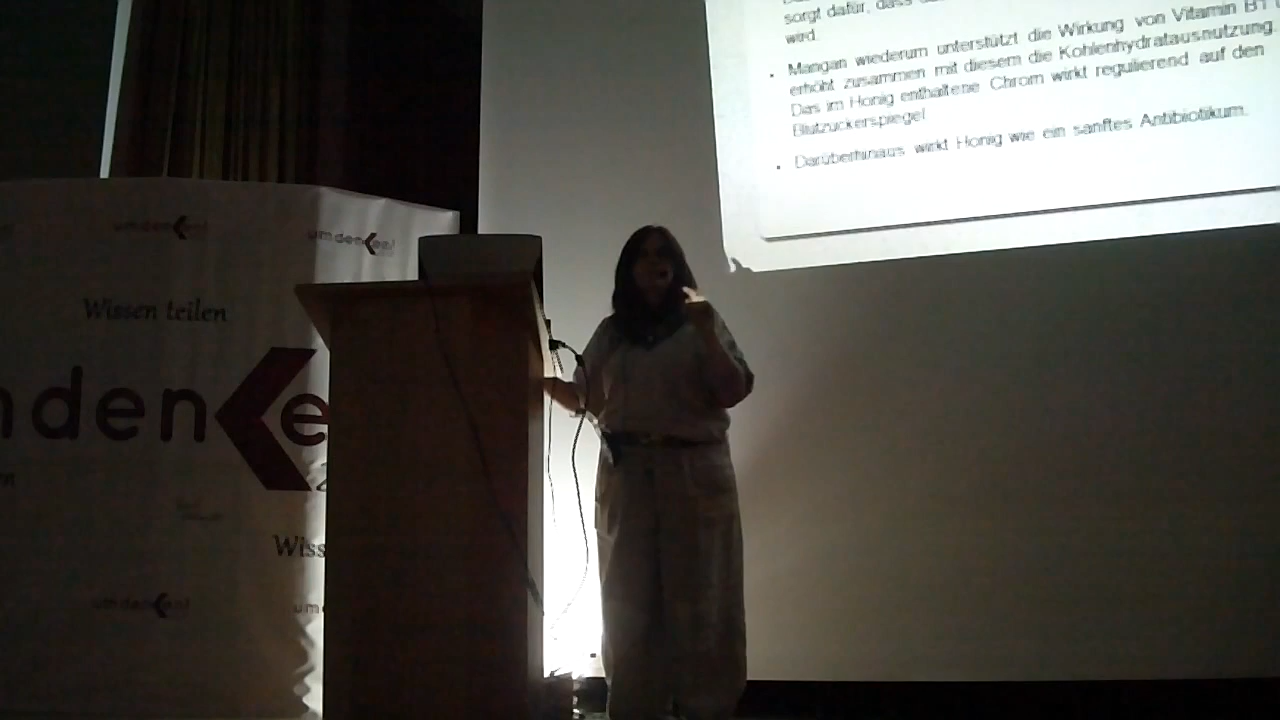 sorgt dafür, dass
wird.
• Mangan wiederum unterstützt die Wirkung von Vitamin B1
erhöht zusammen mit diesem die Kohlenhydratausnutzung.
Das im Honig enthaltene Chrom wirkt regulierend auf den
Blutzuckerspiegel
• Darüberhinaus wirkt Honig wie ein sanftes Antibiotikum.
umdenken!
umdenken!
Wissen teilen
ndenke
Wiss
umdenken!
umd